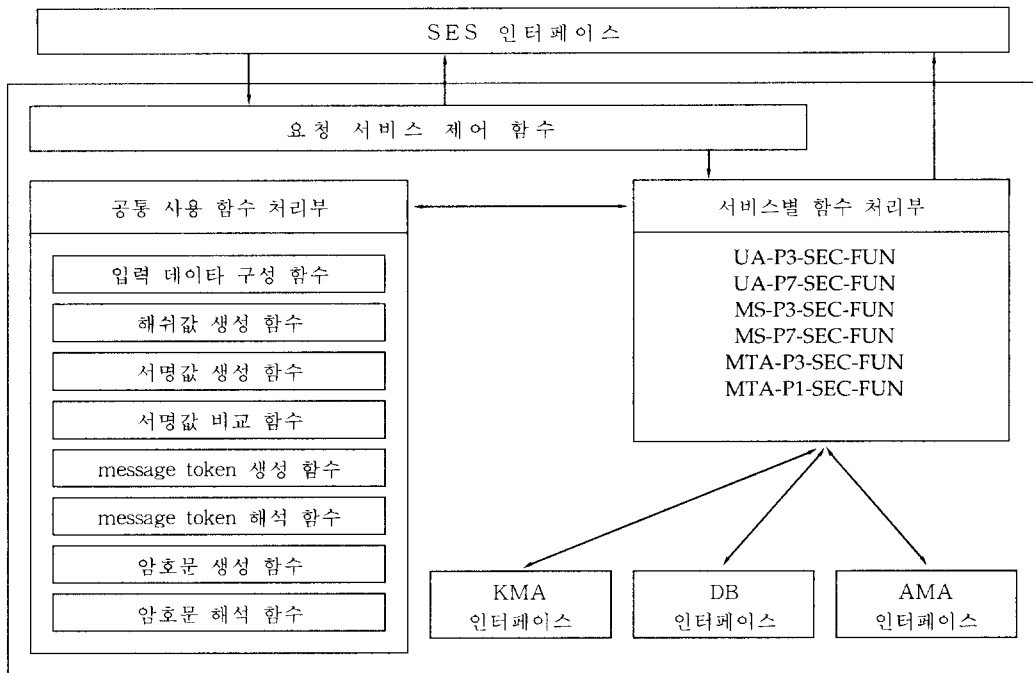 SES 인터페이스
요청 서비스 제어 함수
공통 사용 함수 처리부
입력 데이타 구성 함수
해쉬값 생성 함수
서명값 생성 함수
서명값 비교 함수
message token 생성 함수
message token 해석 함수
암호문 생성 함수
암호문 해석 함수
서비스별 함수 처리부
UA-P3-SEC-FUN
UA-P7-SEC-FUN
MS-P3-SEC-FUN
MS-P7-SEC-FUN
MTA-P3-SEC-FUN
MTA-P1-SEC-FUN
KMA
인터페이스
DB
인터페이스
AMA
인터페이스